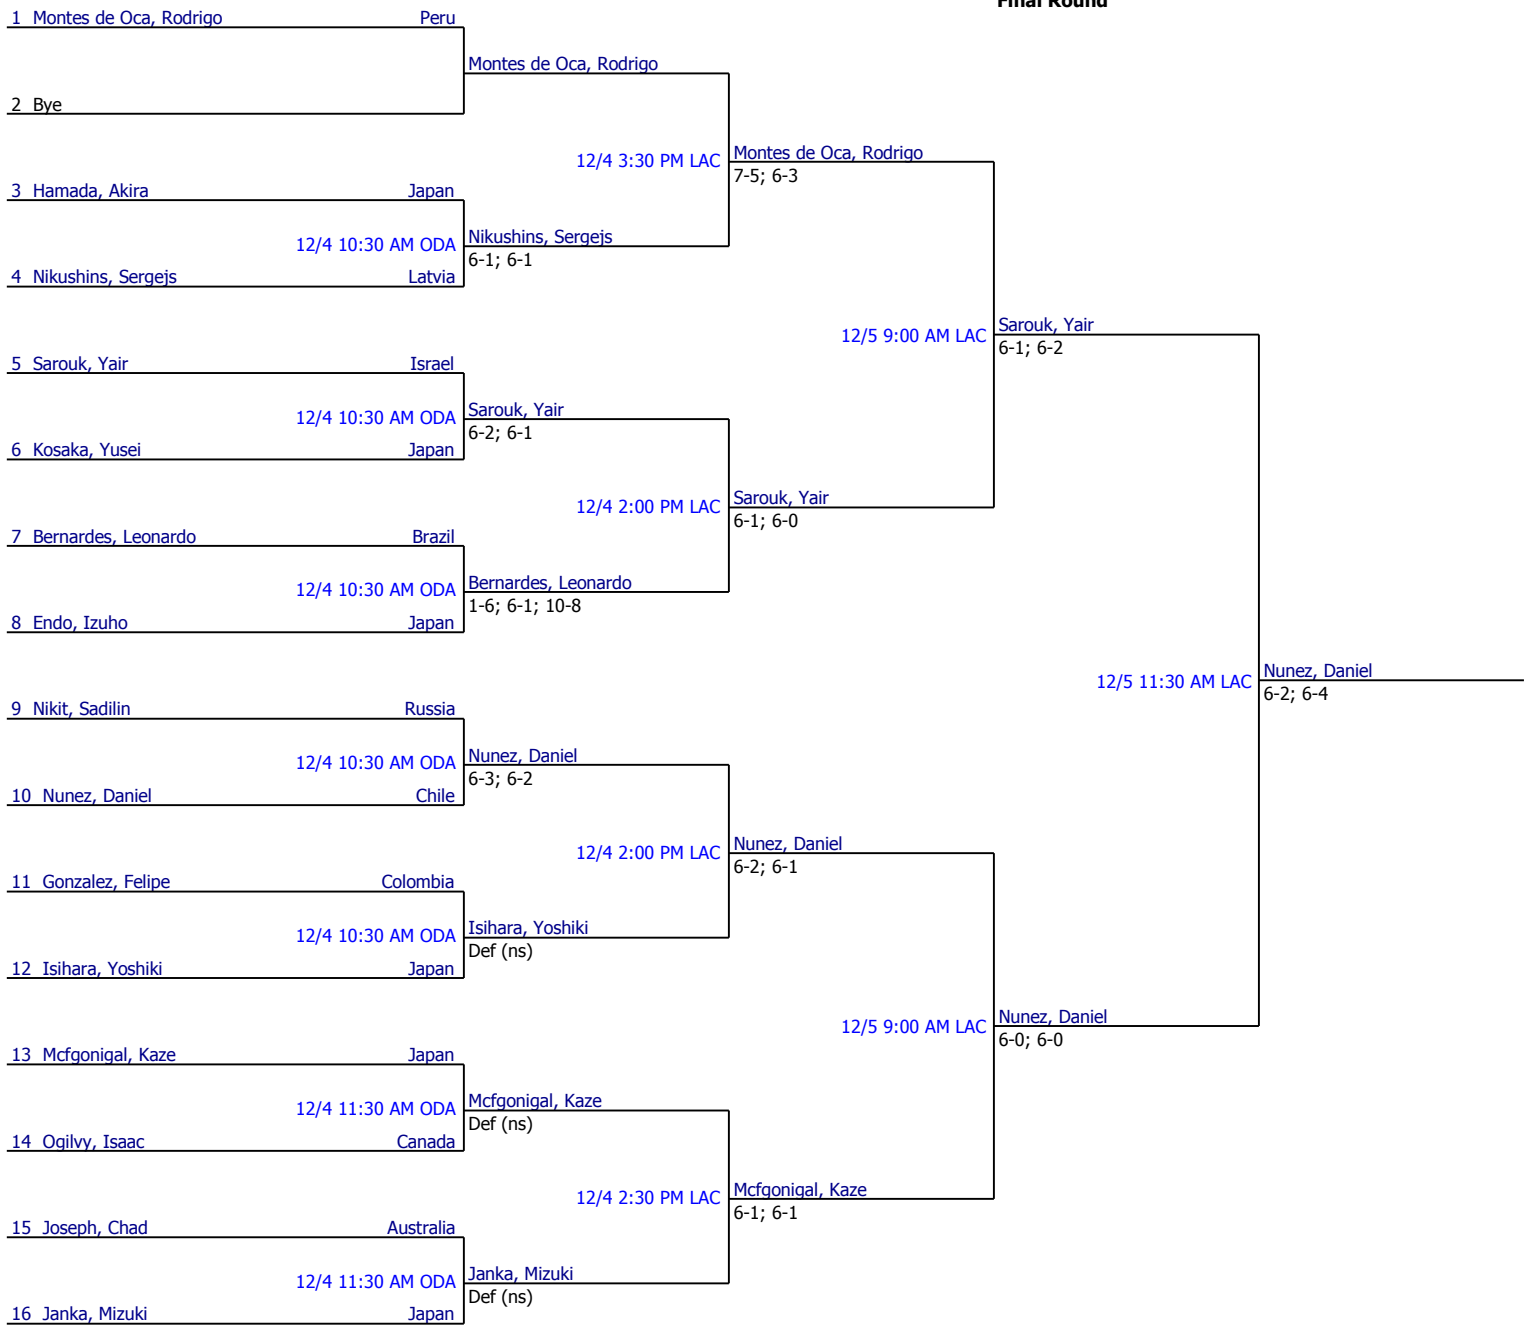 Final Round
1 Montes de Oca, Rodrigo Peru
Montes de Oca, Rodrigo
2 Bye
12/4 3:30 PM LAC Montes de Oca, Rodrigo
7-5; 6-3
3 Hamada, Akira Japan
12/4 10:30 AM ODA Nikushins, Sergejs
6-1; 6-1
4 Nikushins, Sergejs Latvia
12/5 9:00 AM LAC Sarouk, Yair
6-1; 6-2
5 Sarouk, Yair Israel
12/4 10:30 AM ODA Sarouk, Yair
6-2; 6-1
6 Kosaka, Yusei Japan
12/4 2:00 PM LAC Sarouk, Yair
6-1; 6-0
7 Bernardes, Leonardo Brazil
12/4 10:30 AM ODA Bernardes, Leonardo
1-6; 6-1; 10-8
8 Endo, Izuho Japan
12/5 11:30 AM LAC Nunez, Daniel
6-2; 6-4
9 Nikit, Sadilin Russia
12/4 10:30 AM ODA Nunez, Daniel
6-3; 6-2
10 Nunez, Daniel Chile
12/4 2:00 PM LAC Nunez, Daniel
6-2; 6-1
11 Gonzalez, Felipe Colombia
12/4 10:30 AM ODA Isihara, Yoshiki
Def (ns)
12 Isihara, Yoshiki Japan
12/5 9:00 AM LAC Nunez, Daniel
6-0; 6-0
13 Mcfgonigal, Kaze Japan
12/4 11:30 AM ODA Mcfgonigal, Kaze
Def (ns)
14 Ogilvy, Isaac Canada
12/4 2:30 PM LAC Mcfgonigal, Kaze
6-1; 6-1
15 Joseph, Chad Australia
12/4 11:30 AM ODA Janka, Mizuki
Def (ns)
16 Janka, Mizuki Japan